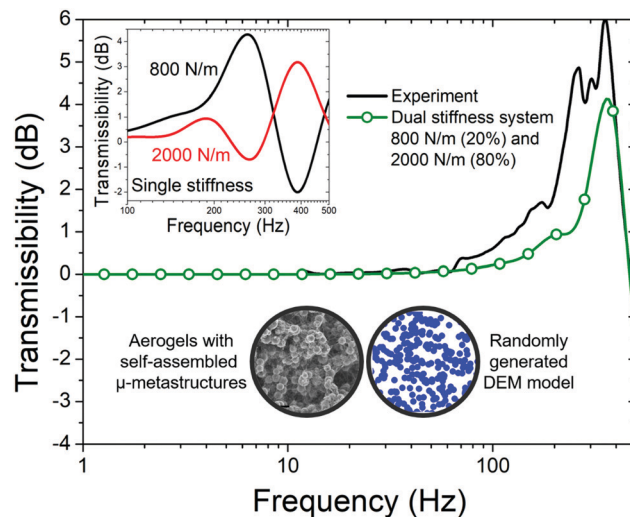 6
5
4
3
2
1
0
-1
-2
-3
-4
Transmissibility (dB)
1
10
100
Frequency (Hz)
4
3
2
1
0
-1
-2
Transmissibility (dB)
800 N/m
2000 N/m
Single stiffness
100
200
300
400
500
Frequency (Hz)
Experiment
Dual stiffness system
800 N/m (20%) and
2000 N/m (80%)
Aerogels with
self-assembled
μ-metastructures
Randomly
generated
DEM model